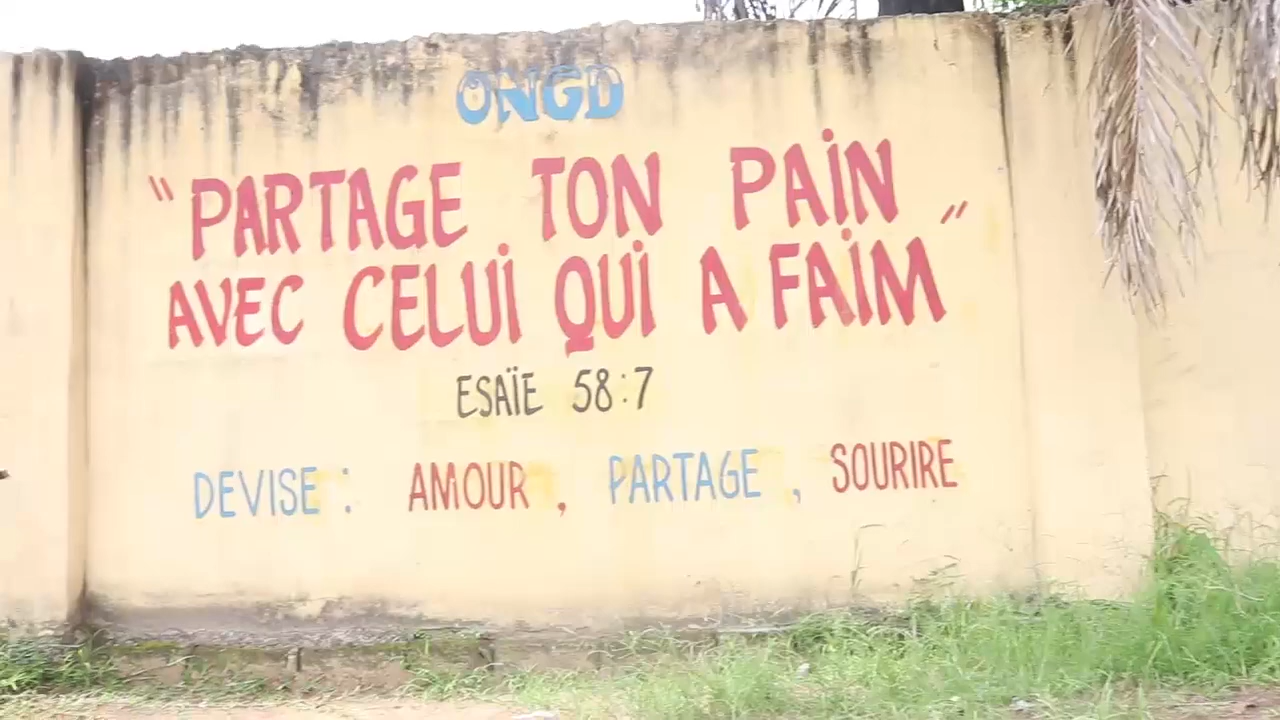 ONGD
"PARTAGE TON PAIN
AVEC CELUI QUI A FAIM"
ESAÏE 58:7
DEVISE : AMOUR, PARTAGE, SOURIRE